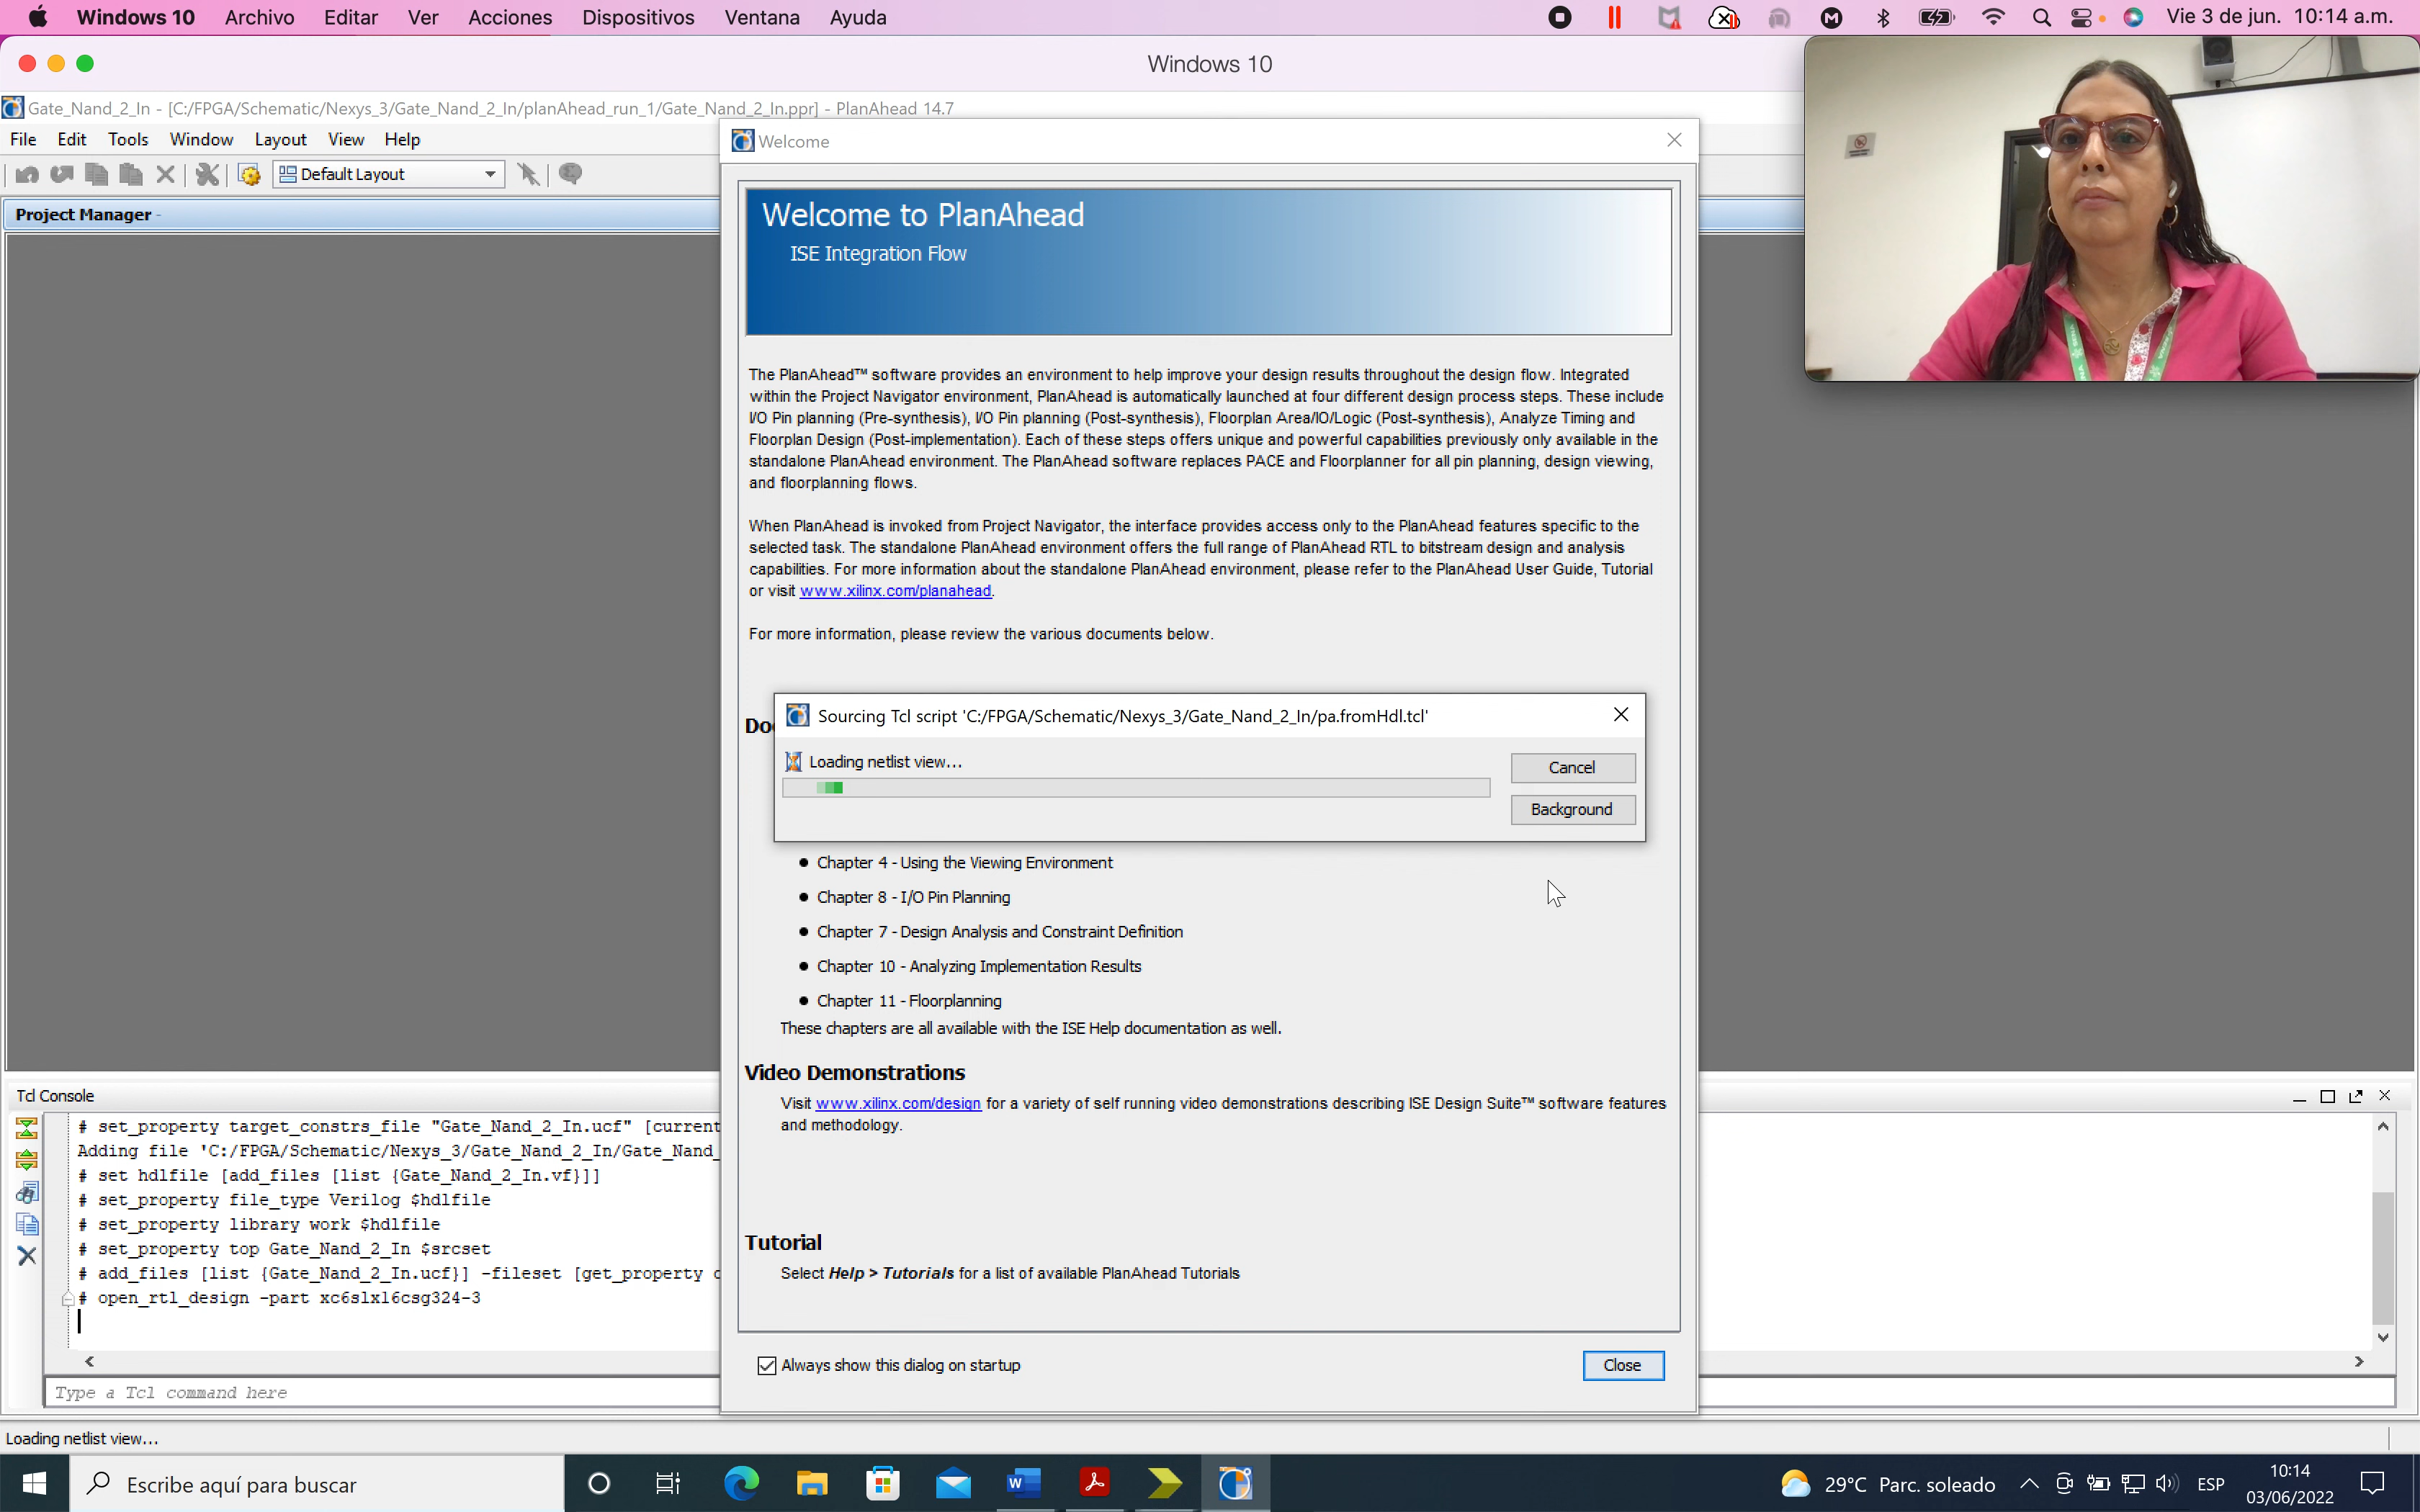 Windows 10 Archivo Editar Ver Acciones Dispositivos Ventana Ayuda Vie 3 de jun. 10:14 a.m.
Windows 10
Gate_Nand_2_In - [C:/FPGA/Schematic/Nexys_3/Gate_Nand_2_In/planAhead_run_1/Gate_Nand_2_In.ppr] - PlanAhead 14.7
File Edit Tools Window Layout View Help
Default Layout
Project Manager -
Welcome
Welcome to PlanAhead
ISE Integration Flow
The PlanAhead™ software provides an environment to help improve your design results throughout the design flow. Integrated
within the Project Navigator environment, PlanAhead is automatically launched at four different design process steps. These include
I/O Pin planning (Pre-synthesis), I/O Pin planning (Post-synthesis), Floorplan Area/IO/Logic (Post-synthesis), Analyze Timing and
Floorplan Design (Post-implementation). Each of these steps offers unique and powerful capabilities previously only available in the
standalone PlanAhead environment. The PlanAhead software replaces PACE and Floorplanner for all pin planning, design viewing,
and floorplanning flows.
When PlanAhead is invoked from Project Navigator, the interface provides access only to the PlanAhead features specific to the
selected task. The standalone PlanAhead environment offers the full range of PlanAhead RTL to bitstream design and analysis
capabilities. For more information about the standalone PlanAhead environment, please refer to the PlanAhead User Guide, Tutorial
or visit www.xilinx.com/planahead.
For more information, please review the various documents below.
Do
Sourcing Tcl script 'C:/FPGA/Schematic/Nexys_3/Gate_Nand_2_In/pa.fromHdl.tcl'
Loading netlist view...
Cancel
Background
● Chapter 4 - Using the Viewing Environment
● Chapter 8 - I/O Pin Planning
● Chapter 7 - Design Analysis and Constraint Definition
● Chapter 10 - Analyzing Implementation Results
● Chapter 11 - Floorplanning
These chapters are all available with the ISE Help documentation as well.
Video Demonstrations
Visit www.xilinx.com/design for a variety of self running video demonstrations describing ISE Design Suite™ software features
and methodology.
Tutorial
Select Help > Tutorials for a list of available PlanAhead Tutorials
Always show this dialog on startup
Close
Tcl Console
# set_property target_constrs_file "Gate_Nand_2_In.ucf" [current
Adding file 'C:/FPGA/Schematic/Nexys_3/Gate_Nand_2_In/Gate_Nand_
# set hdlfile [add_files [list {Gate_Nand_2_In.vf}]]
# set_property file_type Verilog $hdlfile
# set_property library work $hdlfile
# set_property top Gate_Nand_2_In $srcset
# add_files [list {Gate_Nand_2_In.ucf}] -fileset [get_property c
# open_rtl_design -part xc6slx16csg324-3
Type a Tcl command here
Loading netlist view...
Escribe aquí para buscar
29°C Parc. soleado
ESP
10:14
03/06/2022